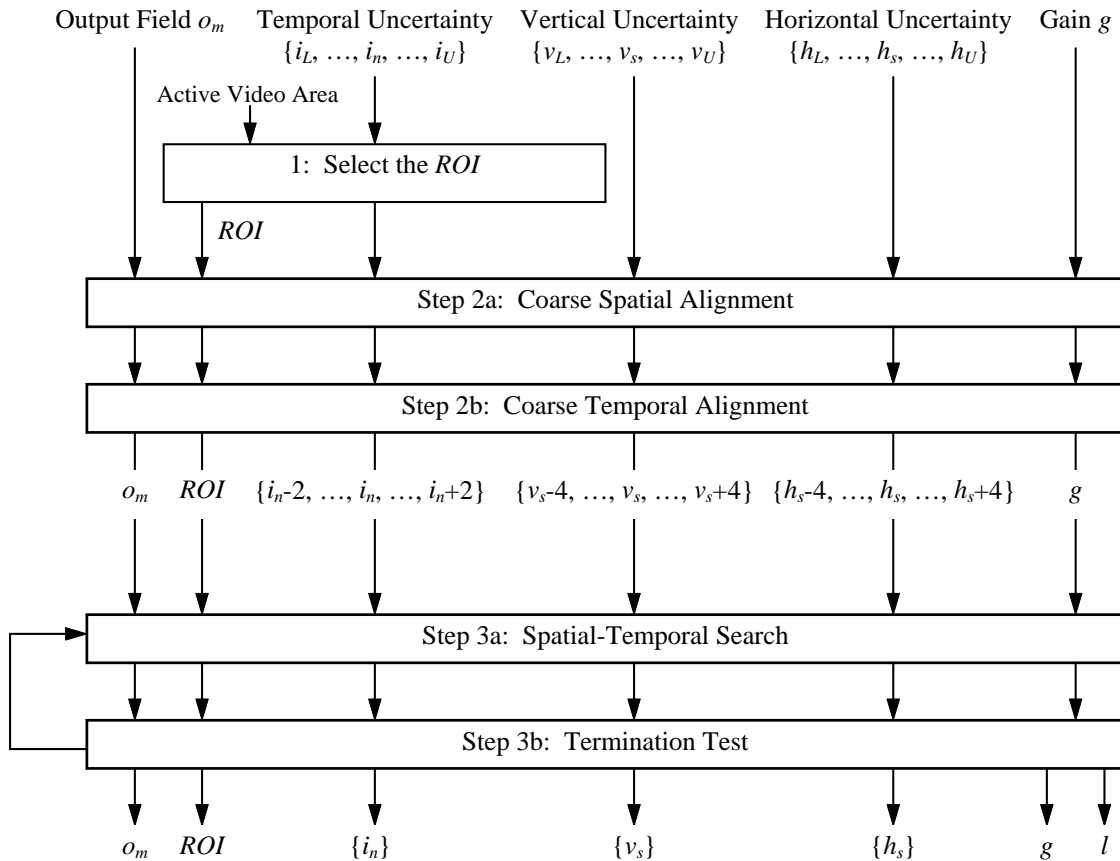 Output Field oₘ Temporal Uncertainty Vertical Uncertainty Horizontal Uncertainty Gain g
{i_L, …, i_n, …, i_U} {v_L, …, v_s, …, v_U} {h_L, …, h_s, …, h_U}
Active Video Area
1: Select the ROI
ROI
Step 2a: Coarse Spatial Alignment
Step 2b: Coarse Temporal Alignment
oₘ ROI {i_n-2, …, i_n, …, i_n+2} {v_s-4, …, v_s, …, v_s+4} {h_s-4, …, h_s, …, h_s+4} g
Step 3a: Spatial-Temporal Search
Step 3b: Termination Test
oₘ ROI {i_n} {v_s} {h_s} g l